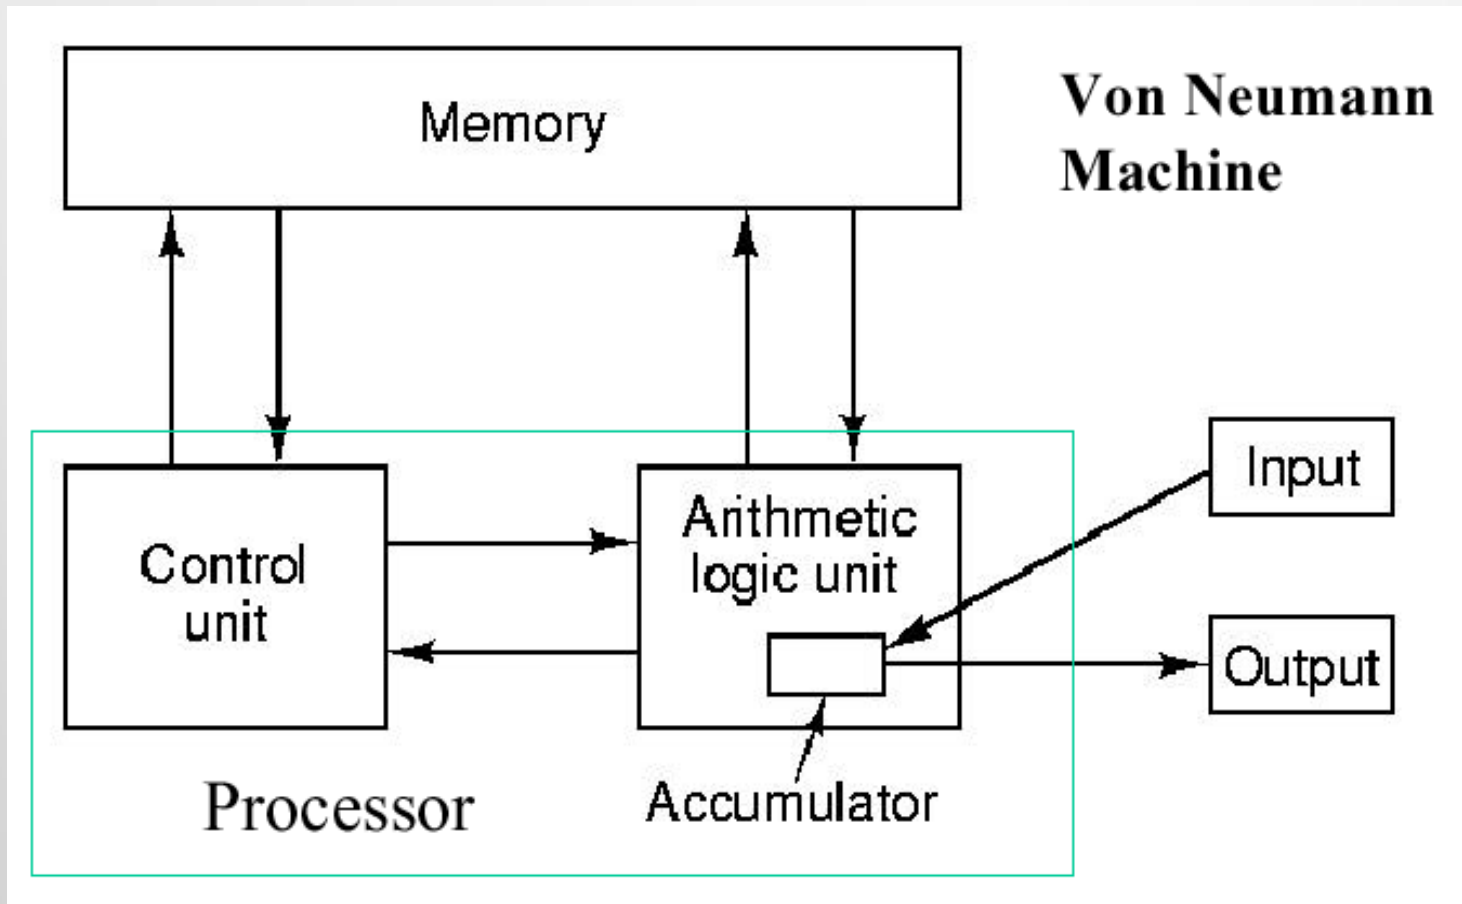 Memory
Von Neumann
Machine
Control
unit
Arithmetic
logic unit
Input
Output
Processor
Accumulator